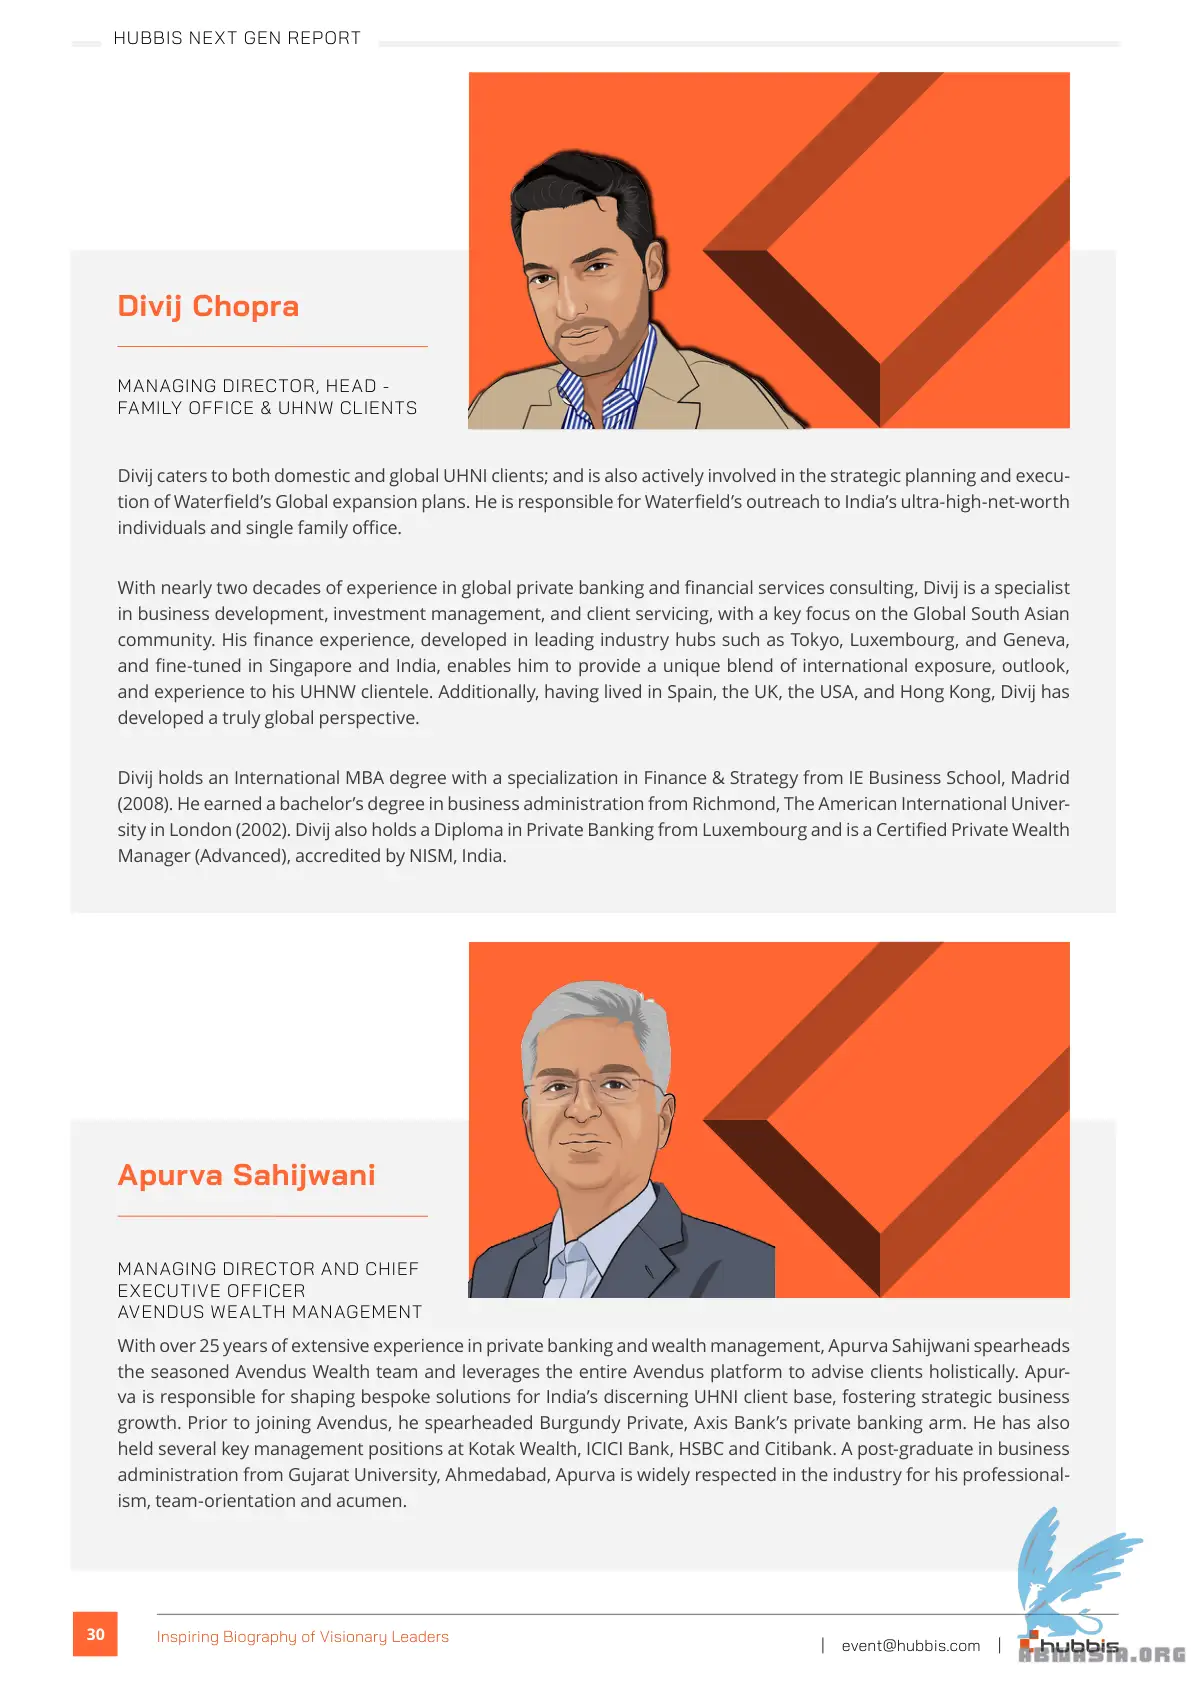 HUBBIS NEXT GEN REPORT
Divij Chopra
MANAGING DIRECTOR, HEAD -
FAMILY OFFICE & UHNW CLIENTS
Divij caters to both domestic and global UHNI clients; and is also actively involved in the strategic planning and execu-
tion of Waterfield’s Global expansion plans. He is responsible for Waterfield’s outreach to India’s ultra-high-net-worth
individuals and single family office.
With nearly two decades of experience in global private banking and financial services consulting, Divij is a specialist
in business development, investment management, and client servicing, with a key focus on the Global South Asian
community. His finance experience, developed in leading industry hubs such as Tokyo, Luxembourg, and Geneva,
and fine-tuned in Singapore and India, enables him to provide a unique blend of international exposure, outlook,
and experience to his UHNW clientele. Additionally, having lived in Spain, the UK, the USA, and Hong Kong, Divij has
developed a truly global perspective.
Divij holds an International MBA degree with a specialization in Finance & Strategy from IE Business School, Madrid
(2008). He earned a bachelor’s degree in business administration from Richmond, The American International Univer-
sity in London (2002). Divij also holds a Diploma in Private Banking from Luxembourg and is a Certified Private Wealth
Manager (Advanced), accredited by NISM, India.
Apurva Sahijwani
MANAGING DIRECTOR AND CHIEF
EXECUTIVE OFFICER
AVENDUS WEALTH MANAGEMENT
With over 25 years of extensive experience in private banking and wealth management, Apurva Sahijwani spearheads
the seasoned Avendus Wealth team and leverages the entire Avendus platform to advise clients holistically. Apur-
va is responsible for shaping bespoke solutions for India’s discerning UHNI client base, fostering strategic business
growth. Prior to joining Avendus, he spearheaded Burgundy Private, Axis Bank’s private banking arm. He has also
held several key management positions at Kotak Wealth, ICICI Bank, HSBC and Citibank. A post-graduate in business
administration from Gujarat University, Ahmedabad, Apurva is widely respected in the industry for his professional-
ism, team-orientation and acumen.
30
Inspiring Biography of Visionary Leaders
| event@hubbis.com |
hubbis
ABWASIA.ORG